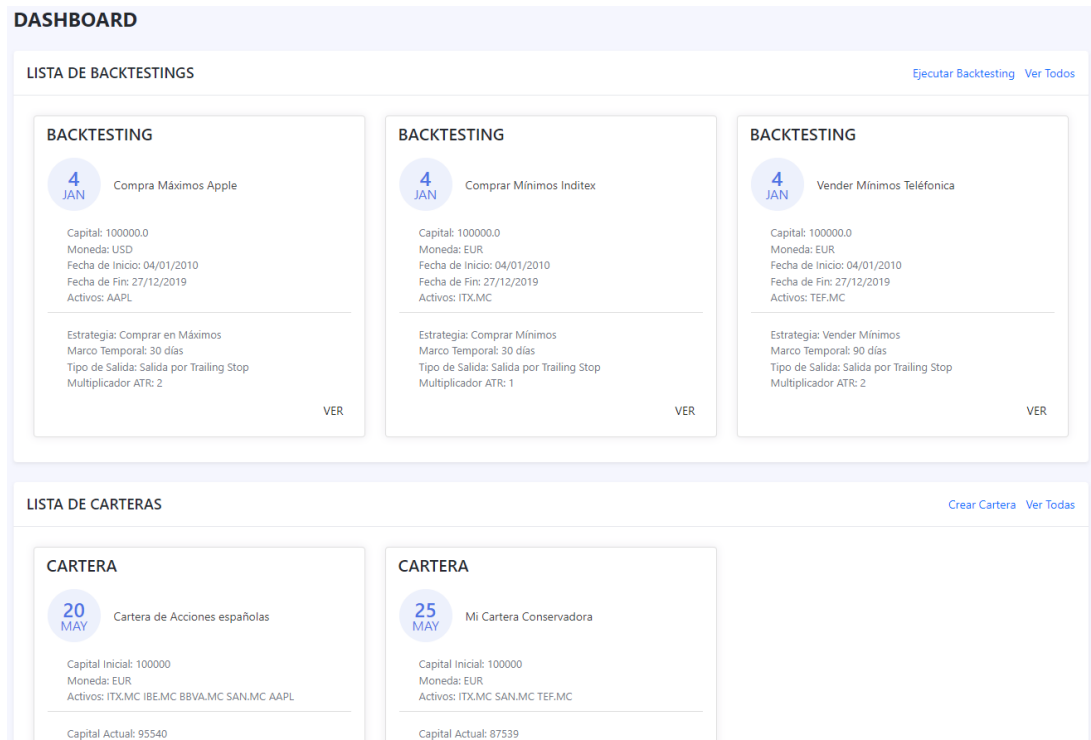 DASHBOARD
LISTA DE BACKTESTINGS
Ejecutar Backtesting Ver Todos
BACKTESTING
4
JAN
Compra Máximos Apple
Capital: 100000.0
Moneda: USD
Fecha de Inicio: 04/01/2010
Fecha de Fin: 27/12/2019
Activos: AAPL
Estrategia: Comprar en Máximos
Marco Temporal: 30 días
Tipo de Salida: Salida por Trailing Stop
Multiplicador ATR: 2
VER
BACKTESTING
4
JAN
Comprar Mínimos Inditex
Capital: 100000.0
Moneda: EUR
Fecha de Inicio: 04/01/2010
Fecha de Fin: 27/12/2019
Activos: ITX.MC
Estrategia: Comprar Mínimos
Marco Temporal: 30 días
Tipo de Salida: Salida por Trailing Stop
Multiplicador ATR: 1
VER
BACKTESTING
4
JAN
Vender Mínimos Teléfonica
Capital: 100000.0
Moneda: EUR
Fecha de Inicio: 04/01/2010
Fecha de Fin: 27/12/2019
Activos: TEF.MC
Estrategia: Vender Mínimos
Marco Temporal: 90 días
Tipo de Salida: Salida por Trailing Stop
Multiplicador ATR: 2
VER
LISTA DE CARTERAS
Crear Cartera Ver Todas
CARTERA
20
MAY
Cartera de Acciones españolas
Capital Inicial: 100000
Moneda: EUR
Activos: ITX.MC IBE.MC BBVA.MC SAN.MC AAPL
Capital Actual: 95540
CARTERA
25
MAY
Mi Cartera Conservadora
Capital Inicial: 100000
Moneda: EUR
Activos: ITX.MC SAN.MC TEF.MC
Capital Actual: 87539